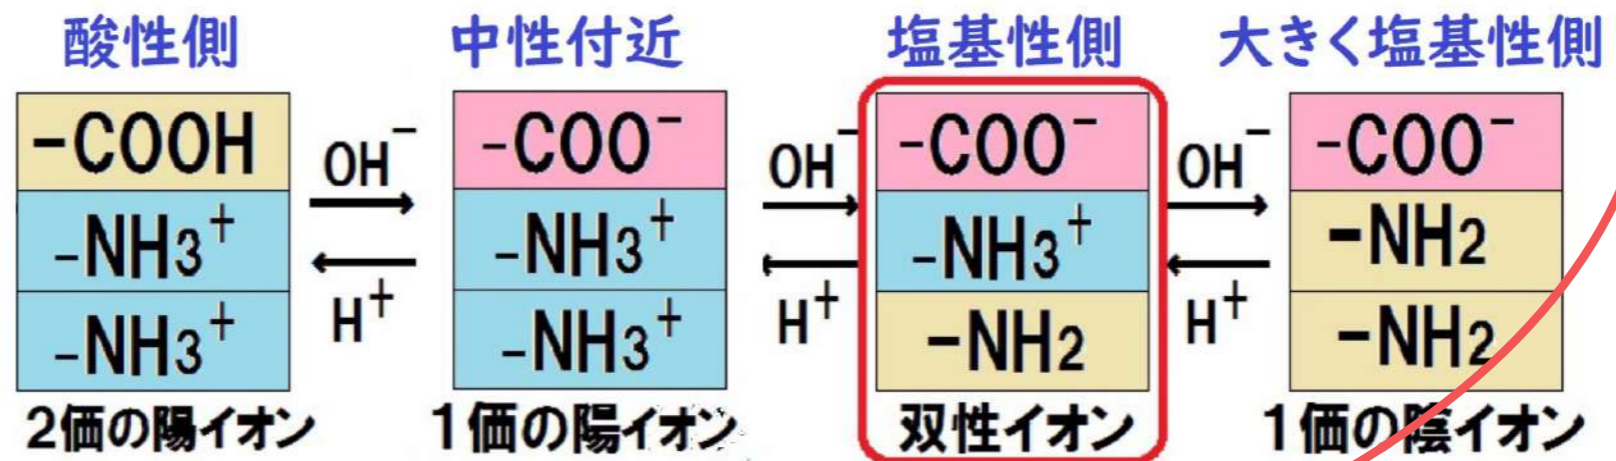 酸性側 中性付近 塩基性側 大きく塩基性側
-COOH -COO⁻ -COO⁻ -COO⁻
OH⁻ OH⁻ OH⁻
-NH3⁺ -NH3⁺ -NH3⁺ -NH2
H⁺ H⁺ H⁺
-NH3⁺ -NH3⁺ -NH2 -NH2
2価の陽イオン 1価の陽イオン 双性イオン 1価の陰イオン